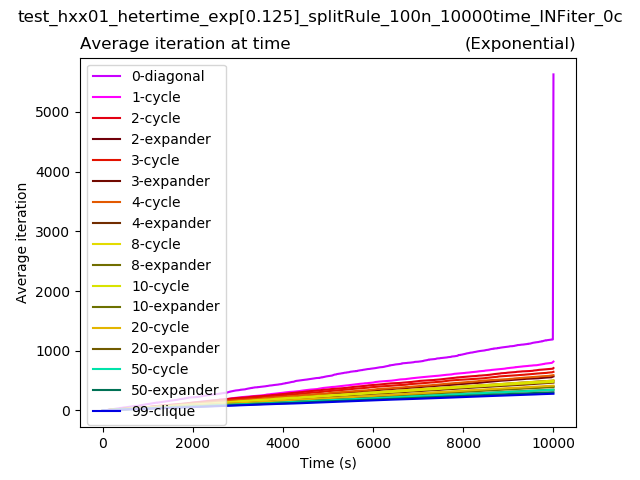 test_hxx01_hetertime_exp[0.125]_splitRule_100n_10000time_INFiter_0c
Average iteration at time (Exponential)
0-diagonal
1-cycle
2-cycle
2-expander
3-cycle
3-expander
4-cycle
4-expander
8-cycle
8-expander
10-cycle
10-expander
20-cycle
20-expander
50-cycle
50-expander
99-clique
Average iteration
5000
4000
3000
2000
1000
0
0 2000 4000 6000 8000 10000
Time (s)